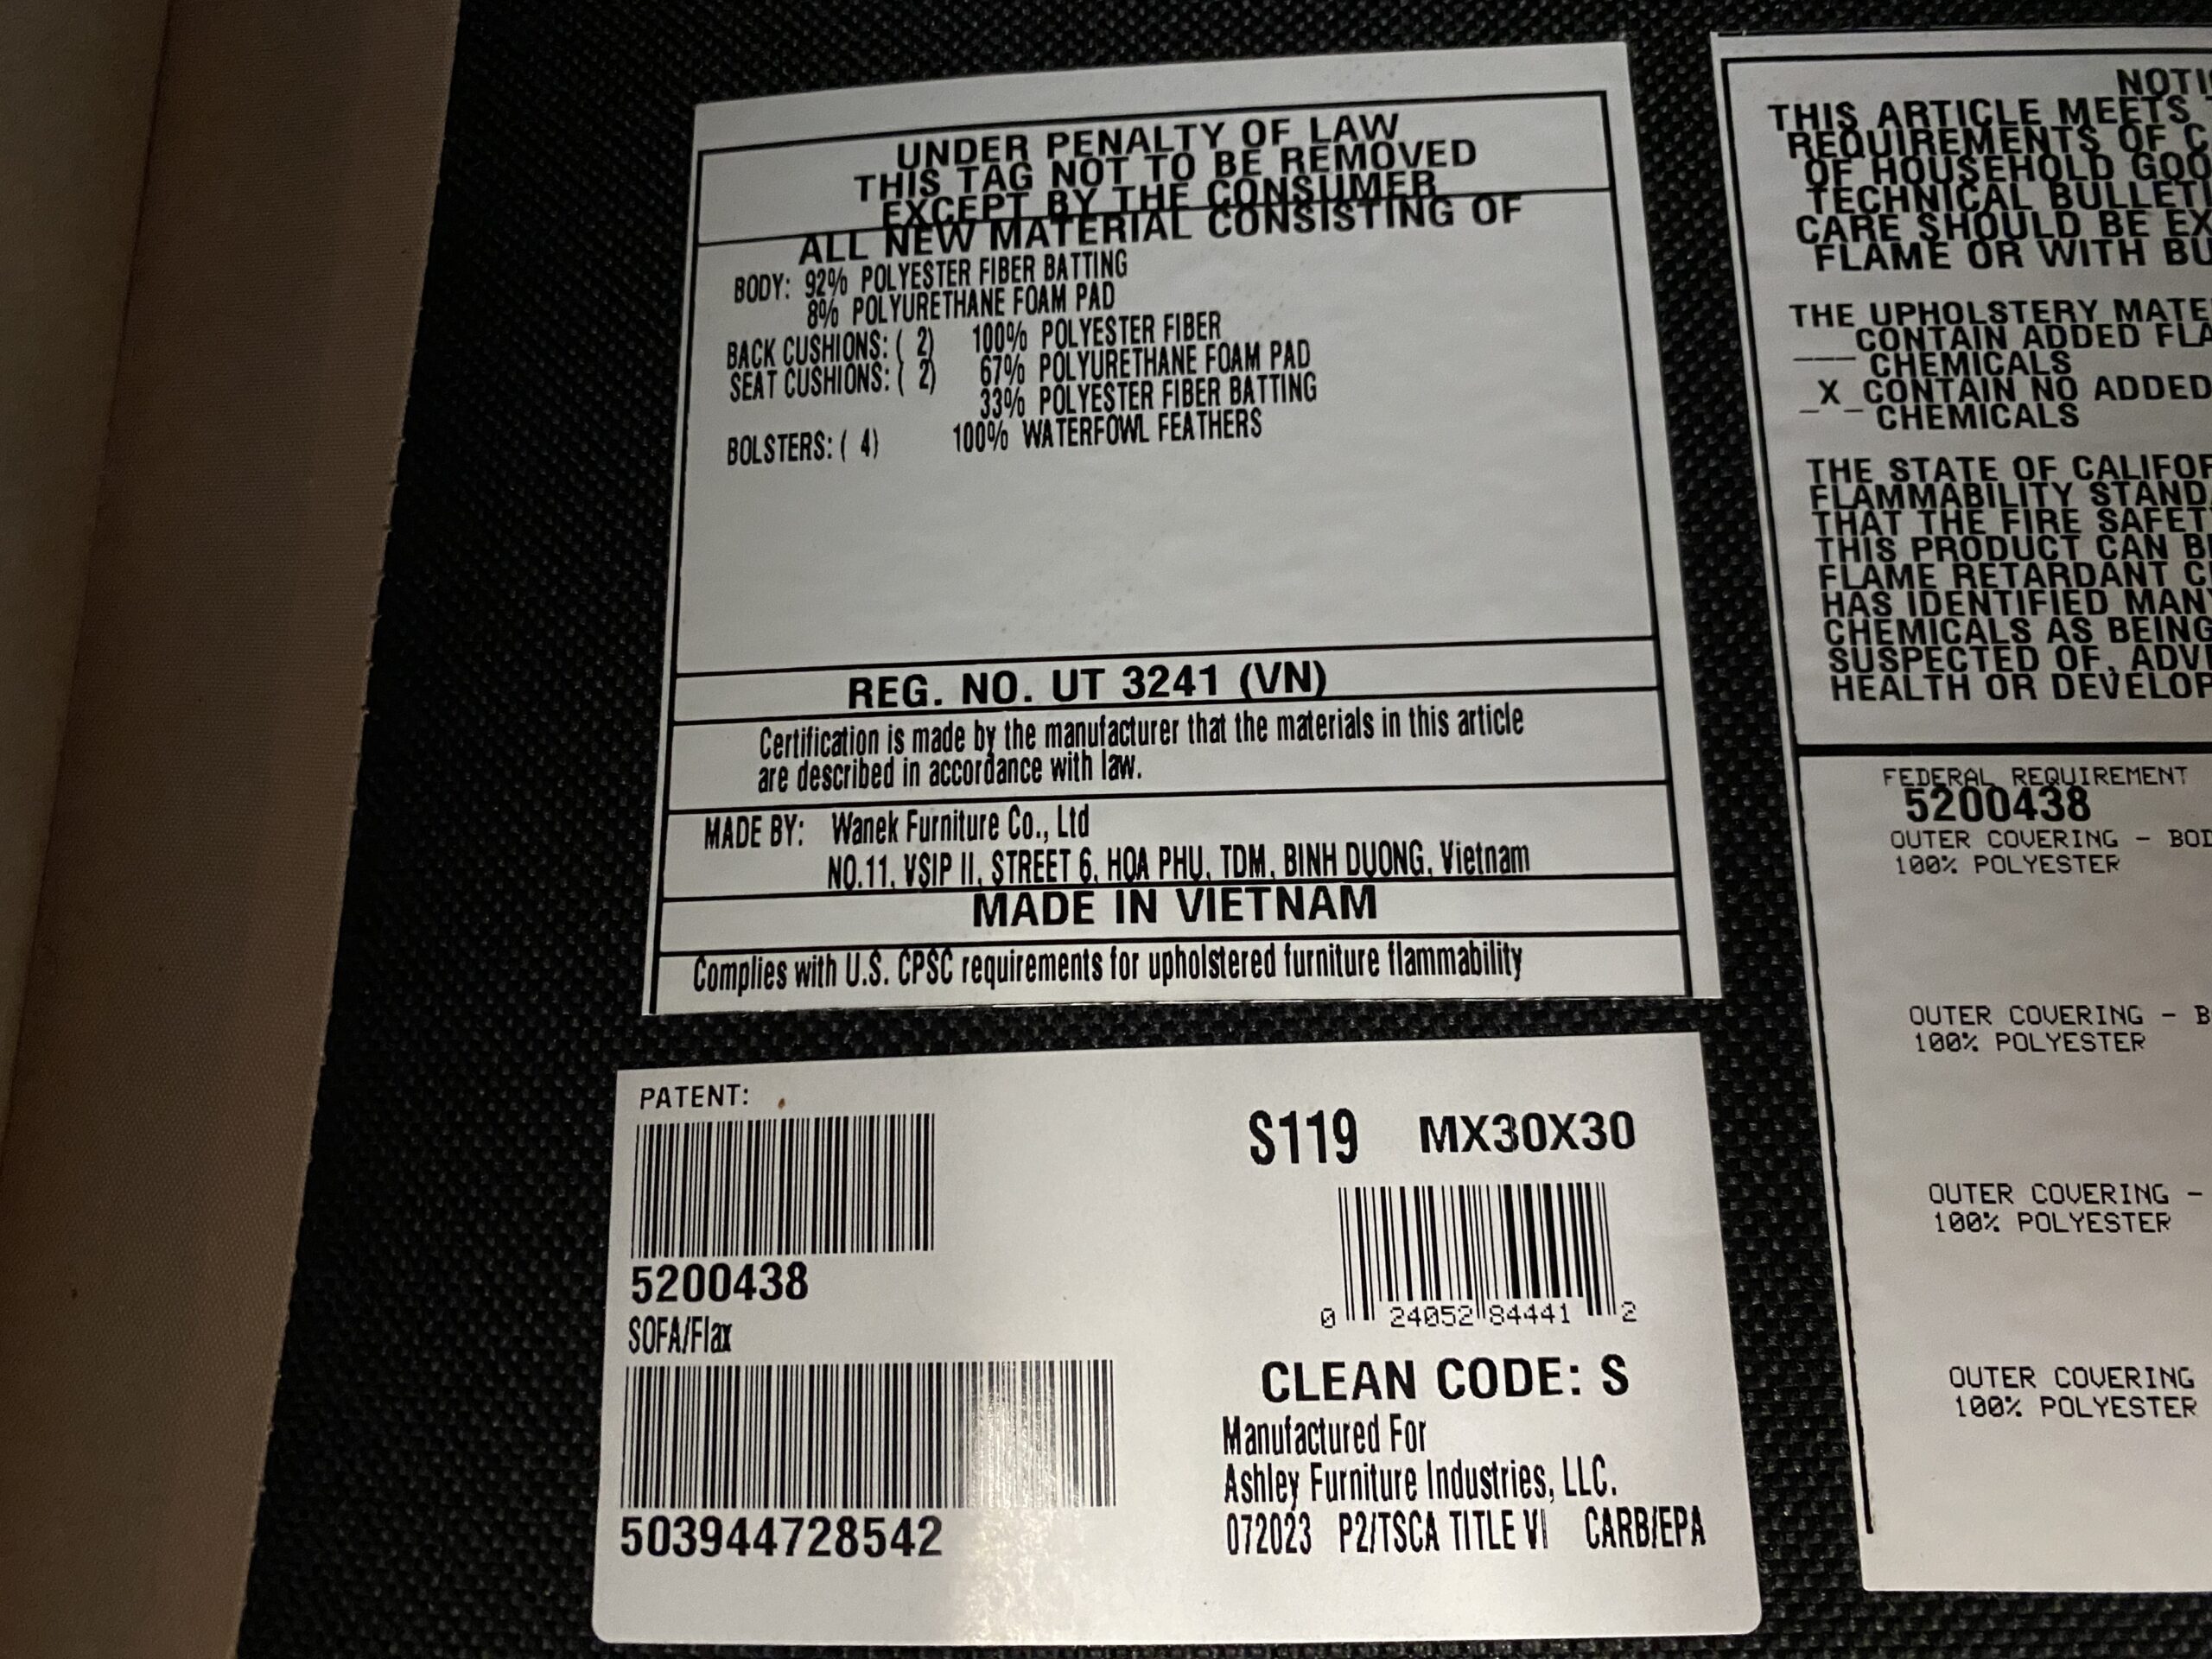 UNDER PENALTY OF LAW
THIS TAG NOT TO BE REMOVED
EXCEPT BY THE CONSUMER
ALL NEW MATERIAL CONSISTING OF
BODY: 92% POLYESTER FIBER BATTING
8% POLYURETHANE FOAM PAD
BACK CUSHIONS: ( 2) 100% POLYESTER FIBER
SEAT CUSHIONS: ( 2) 67% POLYURETHANE FOAM PAD
33% POLYESTER FIBER BATTING
BOLSTERS: ( 4) 100% WATERFOWL FEATHERS
REG. NO. UT 3241 (VN)
Certification is made by the manufacturer that the materials in this article
are described in accordance with law.
MADE BY: Wanek Furniture Co., Ltd
NO.11, VSIP II, STREET 6, HOA PHU, TDM, BINH DUONG, Vietnam
MADE IN VIETNAM
Complies with U.S. CPSC requirements for upholstered furniture flammability
PATENT:
5200438
SOFA/Flax
503944728542
S119 MX30X30
0 24052 84441 2
CLEAN CODE: S
Manufactured For
Ashley Furniture Industries, LLC.
072023 P2/TSCA TITLE VI CARB/EPA
THIS ARTICLE MEETS
REQUIREMENTS OF
OF HOUSEHOLD
TECHNICAL
CARE SHOULD BE
FLAME OR WITH
THE UPHOLSTERY
CONTAIN ADDED
___ CHEMICALS
_X_ CONTAIN NO ADDED
CHEMICALS
THE STATE OF
FLAMMABILITY
THAT THE FIRE
THIS PRODUCT CAN
FLAME RETARDANT
HAS IDENTIFIED
CHEMICALS AS BEING
SUSPECTED OF,
HEALTH OR
FEDERAL REQUIREMENT
5200438
OUTER COVERING -
100% POLYESTER
OUTER COVERING -
100% POLYESTER
OUTER COVERING -
100% POLYESTER
OUTER COVERING
100% POLYESTER